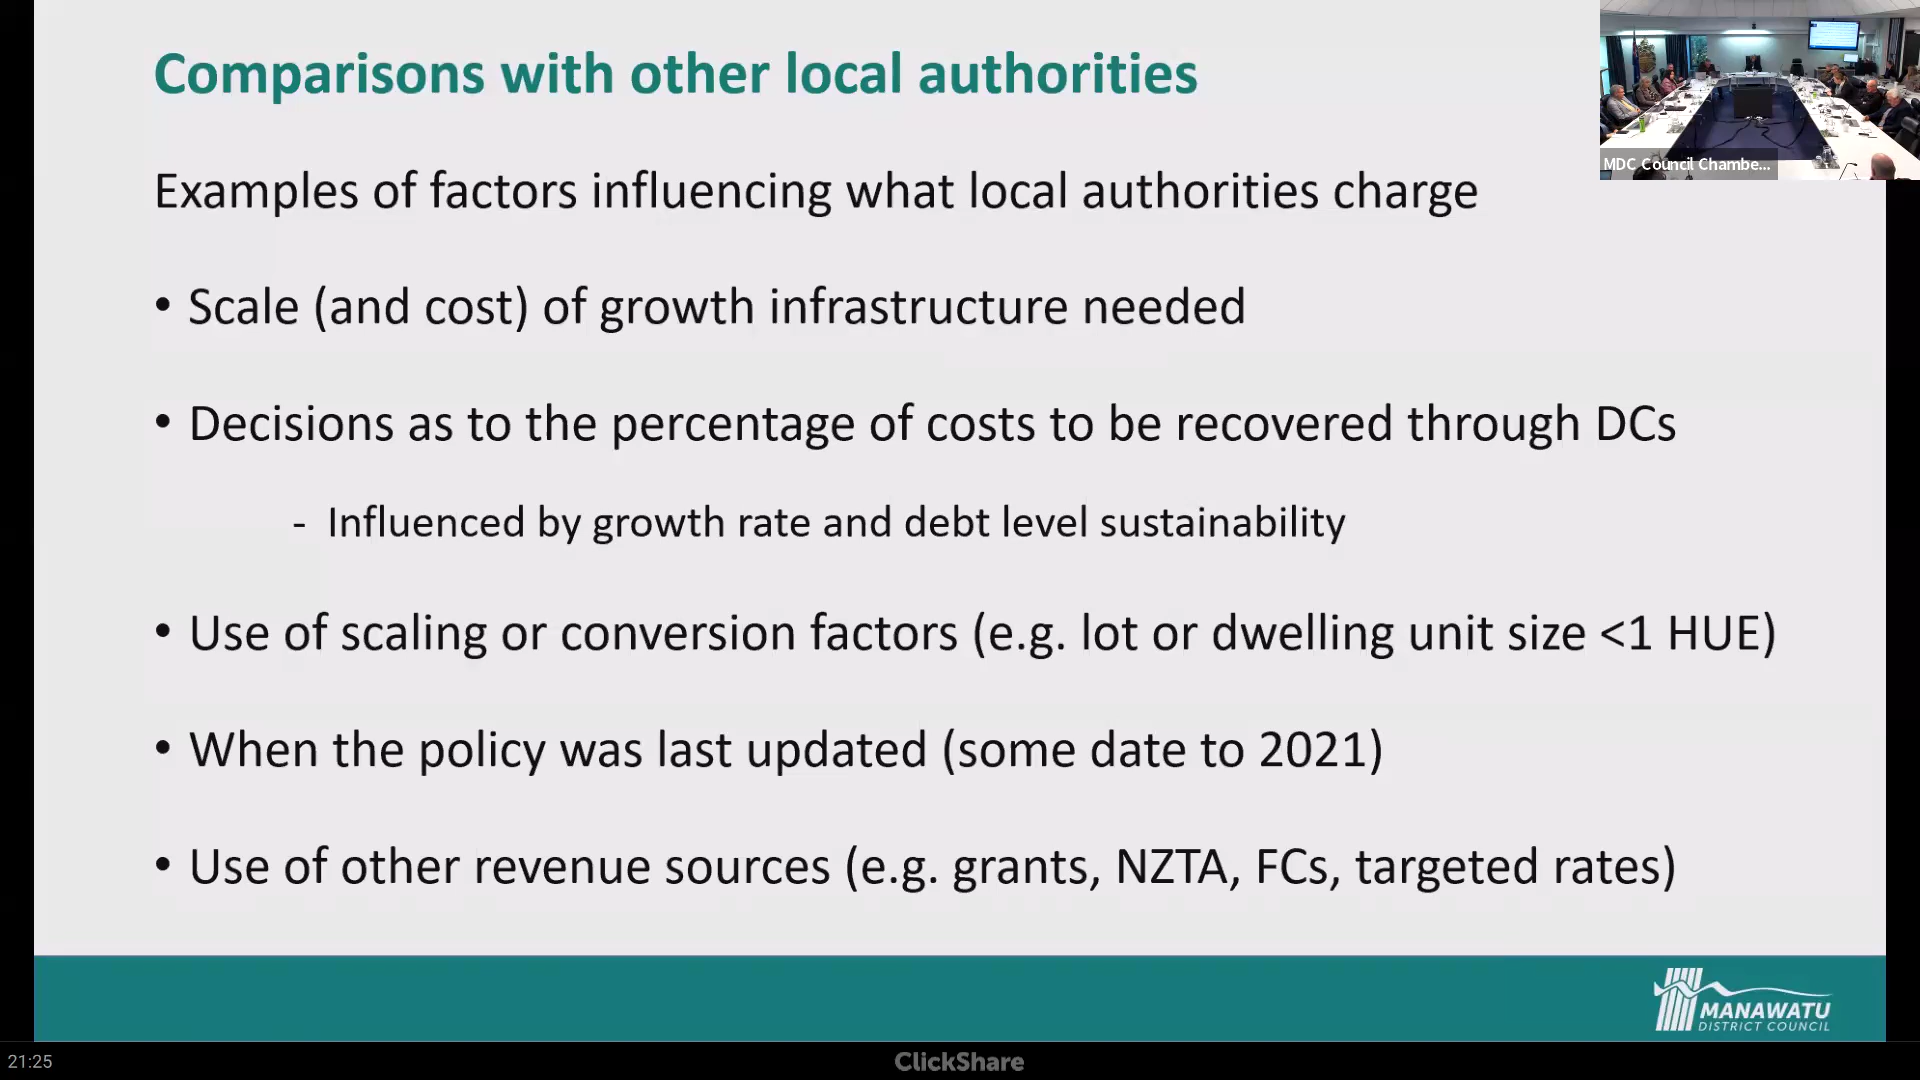 Comparisons with other local authorities
MDC Council Chambe...
Examples of factors influencing what local authorities charge
• Scale (and cost) of growth infrastructure needed
• Decisions as to the percentage of costs to be recovered through DCs
- Influenced by growth rate and debt level sustainability
• Use of scaling or conversion factors (e.g. lot or dwelling unit size <1 HUE)
• When the policy was last updated (some date to 2021)
• Use of other revenue sources (e.g. grants, NZTA, FCs, targeted rates)
MANAWATU
DISTRICT COUNCIL
21:25
ClickShare